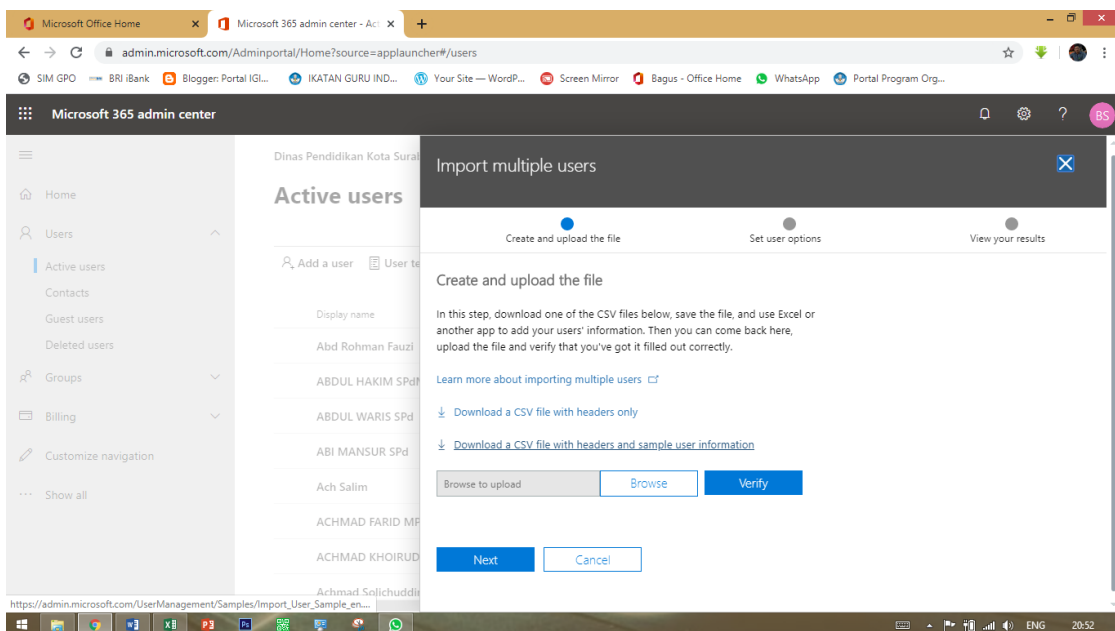 Microsoft Office Home
Microsoft 365 admin center - Act
admin.microsoft.com/Adminportal/Home?source=applauncher#/users
SIM GPO
BRI iBank
Blogger: Portal IGI...
IKATAN GURU IND...
Your Site — WordP...
Screen Mirror
Bagus - Office Home
WhatsApp
Portal Program Org...
Microsoft 365 admin center
BS
Home
Users
Active users
Contacts
Guest users
Deleted users
Groups
Billing
Customize navigation
Show all
Dinas Pendidikan Kota Sural
Active users
Add a user
User te
Display name
Abd Rohman Fauzi
ABDUL HAKIM SPdI
ABDUL WARIS SPd
ABI MANSUR SPd
Ach Salim
ACHMAD FARID MP
ACHMAD KHOIRUD
Achmad Solichuddin
Import multiple users
Create and upload the file
Set user options
View your results
Create and upload the file
In this step, download one of the CSV files below, save the file, and use Excel or
another app to add your users' information. Then you can come back here,
upload the file and verify that you've got it filled out correctly.
Learn more about importing multiple users
Download a CSV file with headers only
Download a CSV file with headers and sample user information
Browse to upload
Browse
Verify
Next
Cancel
https://admin.microsoft.com/UserManagement/Samples/Import_User_Sample_en....
ENG
20:52